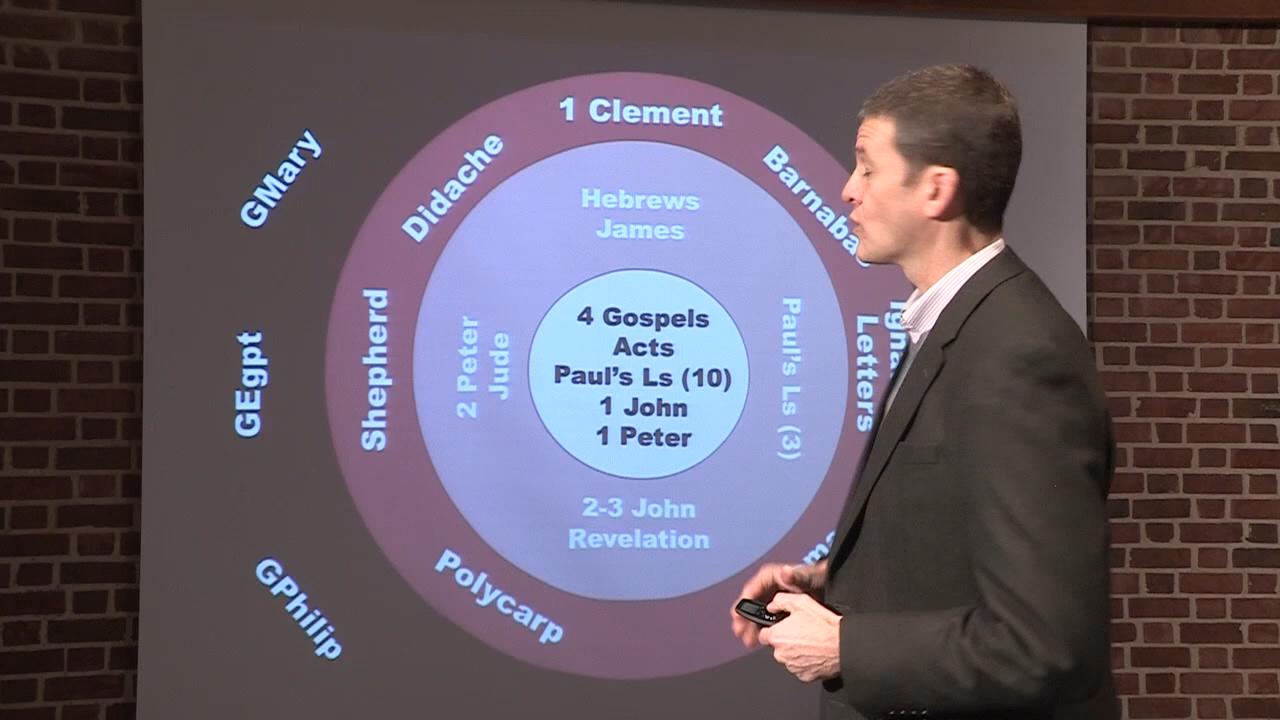 1 Clement
Didache
GMary
Hebrews
James
4 Gospels
Acts
Paul's Ls (10)
1 John
1 Peter
2 Peter
Jude
Paul's Ls (3)
Letters
Shepherd
GEgpt
2-3 John
Revelation
Polycarp
GPhilip